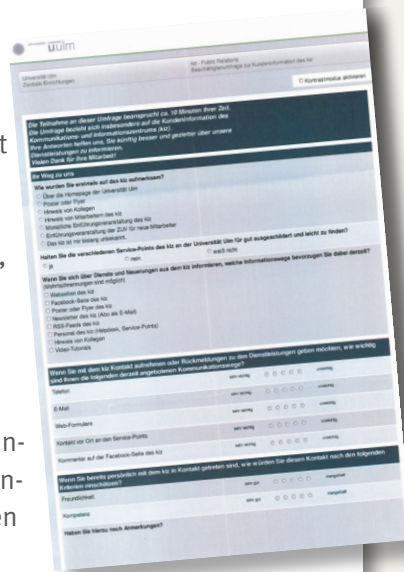 t
,
n-
n-
en
uulm
Universität Ulm
Zentrale Einrichtungen
kiz - Public Relations
Beschäftigtenumfrage zur Kundeninformation des kiz
Kontrastmodus aktivieren
Die Teilnahme an dieser Umfrage beansprucht ca. 10 Minuten Ihrer Zeit.
Die Umfrage bezieht sich insbesondere auf die Kundeninformation des
Kommunikations- und Informationszentrums (kiz).
Ihre Antworten helfen uns, Sie künftig besser und gezielter über unsere
Dienstleistungen zu informieren.
Vielen Dank für Ihre Mitarbeit!
Ihr Weg zu uns
Wie wurden Sie erstmals auf das kiz aufmerksam?
Über die Homepage der Universität Ulm
Poster oder Flyer
Hinweis von Kollegen
Hinweis von Mitarbeitern des kiz
Monatliche Einführungsveranstaltung des kiz
Einführungsveranstaltung der ZUV für neue Mitarbeiter
Das kiz ist mir bislang unbekannt.
Halten Sie die verschiedenen Service-Points des kiz an der Universität Ulm für gut ausgeschildert und leicht zu finden?
ja nein weiß nicht
Wenn Sie sich über Dienste und Neuerungen aus dem kiz informieren, welche Informationswege bevorzugen Sie dabei derzeit?
(Mehrfachnennungen sind möglich)
Webseiten des kiz
Facebook-Seite des kiz
Poster oder Flyer des kiz
Newsletter des kiz (Abo als E-Mail)
RSS-Feeds des kiz
Personal des kiz (Helpdesk, Service-Points)
Hinweis von Kollegen
Video-Tutorials
Wenn Sie mit dem kiz Kontakt aufnehmen oder Rückmeldungen zu den Dienstleistungen geben möchten, wie wichtig
sind Ihnen die folgenden derzeit angebotenen Kommunikationswege?
Telefon sehr wichtig unwichtig
E-Mail sehr wichtig unwichtig
Web-Formulare sehr wichtig unwichtig
Kontakt vor Ort an den Service-Points sehr wichtig unwichtig
Kommentar auf der Facebook-Seite des kiz sehr wichtig unwichtig
Wenn Sie bereits persönlich mit dem kiz in Kontakt getreten sind, wie würden Sie diesen Kontakt nach den folgenden
Kriterien einschätzen?
Freundlichkeit sehr gut mangelhaft
Kompetenz sehr gut mangelhaft
Haben Sie hierzu noch Anmerkungen?